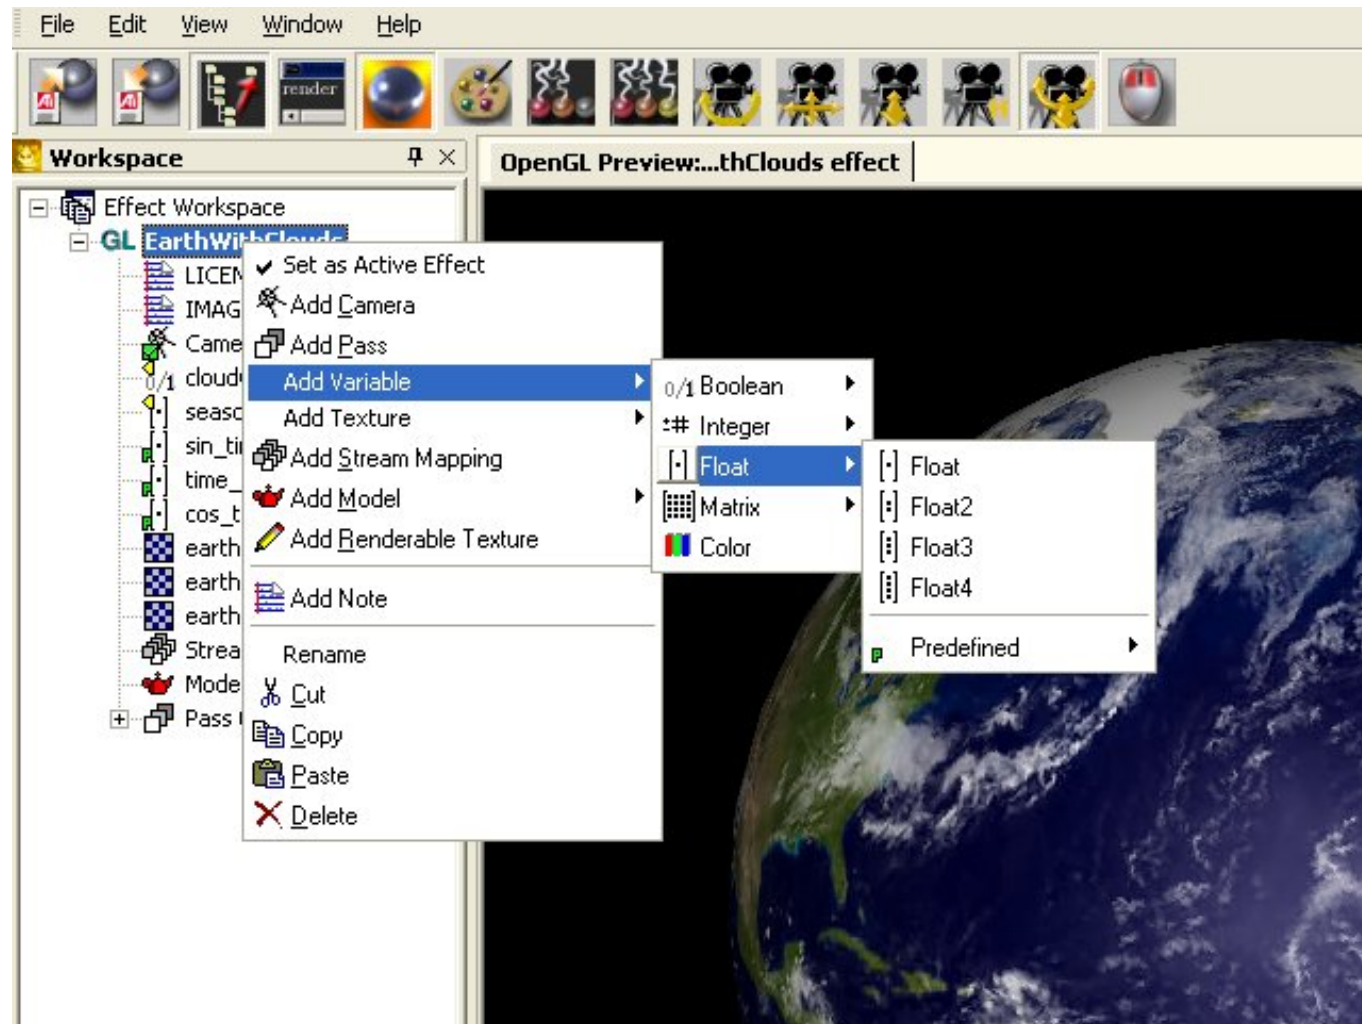 File Edit View Window Help
render
Workspace
OpenGL Preview:...thClouds effect
Effect Workspace
GL EarthWithClouds
LICEN
IMAG
Came
cloud
seaso
sin_ti
time_
cos_t
earth
earth
earth
Strea
Mode
Pass
Set as Active Effect
Add Camera
Add Pass
Add Variable
Add Texture
Add Stream Mapping
Add Model
Add Renderable Texture
Add Note
Rename
Cut
Copy
Paste
Delete
0/1 Boolean
Integer
Float
Matrix
Color
Float
Float2
Float3
Float4
Predefined